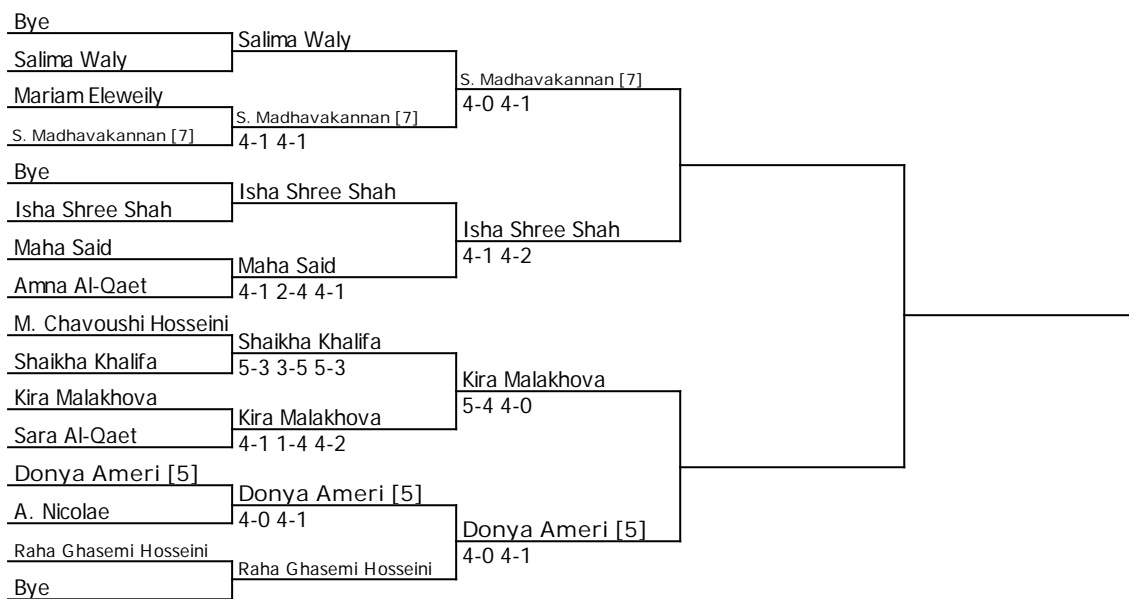 Bye
Salima Waly
Mariam Eleweily
S. Madhavakannan [7]
Bye
Isha Shree Shah
Maha Said
Amna Al-Qaet
M. Chavoushi Hosseini
Shaikha Khalifa
Kira Malakhova
Sara Al-Qaet
Donya Ameri [5]
A. Nicolae
Raha Ghasemi Hosseini
Bye
Salima Waly
S. Madhavakannan [7]
4-1 4-1
Isha Shree Shah
Maha Said
4-1 2-4 4-1
Shaikha Khalifa
5-3 3-5 5-3
Kira Malakhova
4-1 1-4 4-2
Donya Ameri [5]
4-0 4-1
Raha Ghasemi Hosseini
S. Madhavakannan [7]
4-0 4-1
Isha Shree Shah
4-1 4-2
Kira Malakhova
5-4 4-0
Donya Ameri [5]
4-0 4-1